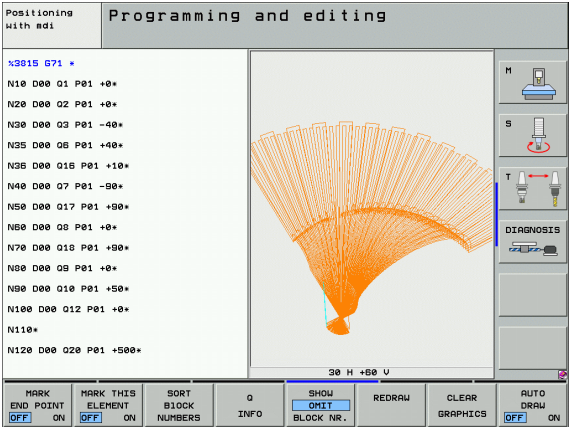 Positioning
with mdi
Programming and editing
%3815 G71 *
N10 D00 Q1 P01 +0*
N20 D00 Q2 P01 +0*
N30 D00 Q3 P01 -40*
N35 D00 Q6 P01 +40*
N36 D00 Q16 P01 +10*
N40 D00 Q7 P01 -90*
N50 D00 Q17 P01 +90*
N60 D00 Q8 P01 +0*
N70 D00 Q18 P01 +90*
N80 D00 Q9 P01 +0*
N90 D00 Q10 P01 +50*
N100 D00 Q12 P01 +0*
N110*
N120 D00 Q20 P01 +500*
30 H +60 V
M
S
T
DIAGNOSIS
MARK
END POINT
OFF ON
MARK THIS
ELEMENT
OFF ON
SORT
BLOCK
NUMBERS
Q
INFO
SHOW
OMIT
BLOCK NR.
REDRAW
CLEAR
GRAPHICS
AUTO
DRAW
OFF ON